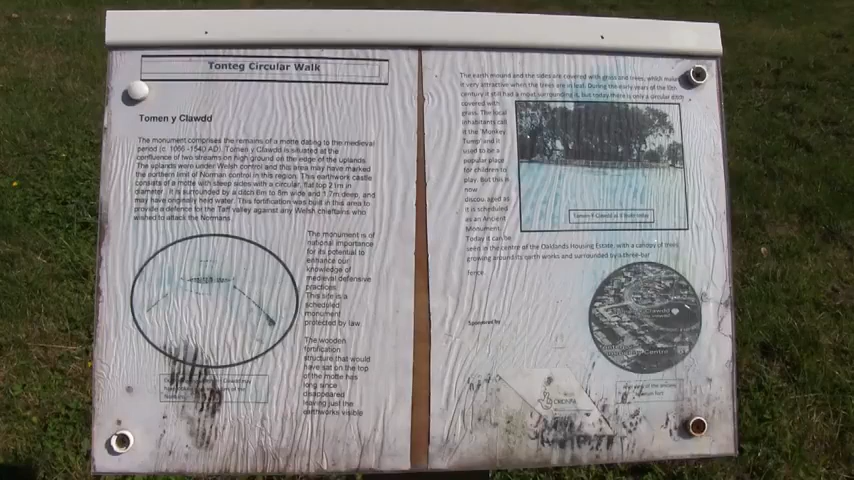 Tonteg Circular Walk
Tomen y Clawdd
The monument comprises the remains of a motte dating to the medieval
period (c. 1066 -1540 AD). Tomen y Clawdd is situated at the
confluence of two streams on high ground on the edge of the uplands.
The uplands were under Welsh control and this area may have marked
the northern limit of Norman control in this region. This earthwork castle
consists of a motte with steep sides with a circular, flat top 21m in
diameter. It is surrounded by a ditch 6m to 8m wide and 1.7m deep, and
may have originally held water. This fortification was built in this area to
provide a defence for the Taff valley against any Welsh chieftains who
wished to attack the Normans.
The monument is of
national importance
for its potential to
enhance our
knowledge of
medieval defensive
practices.
This site is a
scheduled
monument
protected by law.
The wooden
fortification
structure that would
have sat on the top
of the motte has
long since
disappeared
leaving just the
earthworks visible
The earth mound and the sides are covered with grass and trees, which make
it very attractive when the trees are in leaf. During the early years of the
century it still had a moat surrounding it, but today there is only a circular ditch
covered with
grass. The local
inhabitants call
it the 'Monkey
Tump' and it
used to be a
popular place
for children to
play. But this is
now
discou aged as
it is scheduled
as an Ancient
Monument.
Today it can be
seen in the centre of the Oaklands Housing Estate, with a canopy of trees
growing around its earth works and surrounded by a three-bar
fence.
Tomen Y Clawdd as it looks today
Sponsored by
Clawdd